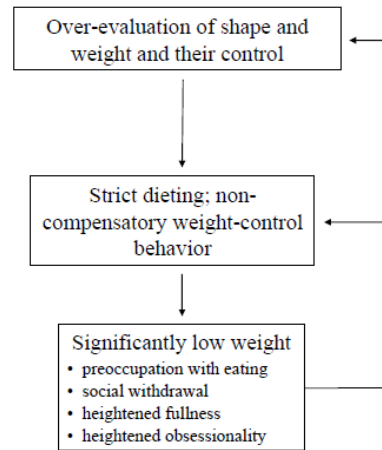 Over-evaluation of shape and
weight and their control
Strict dieting; non-
compensatory weight-control
behavior
Significantly low weight
• preoccupation with eating
• social withdrawal
• heightened fullness
• heightened obsessionality